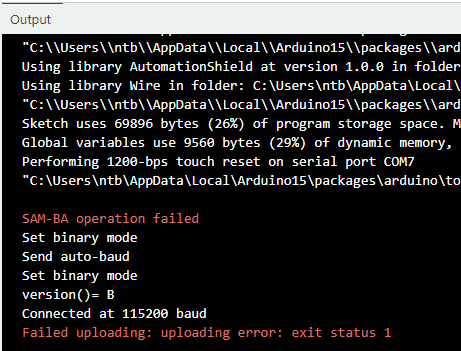 Output
"C:\\Users\\ntb\\AppData\\Local\\Arduino15\\packages\\ard
Using library AutomationShield at version 1.0.0 in folder
Using library Wire in folder: C:\Users\ntb\AppData\Local\
"C:\\Users\\ntb\\AppData\\Local\\Arduino15\\packages\\ard
Sketch uses 69896 bytes (26%) of program storage space. M
Global variables use 9560 bytes (29%) of dynamic memory,
Performing 1200-bps touch reset on serial port COM7
"C:\Users\ntb\AppData\Local\Arduino15\packages\arduino\to
SAM-BA operation failed
Set binary mode
Send auto-baud
Set binary mode
version()= B
Connected at 115200 baud
Failed uploading: uploading error: exit status 1